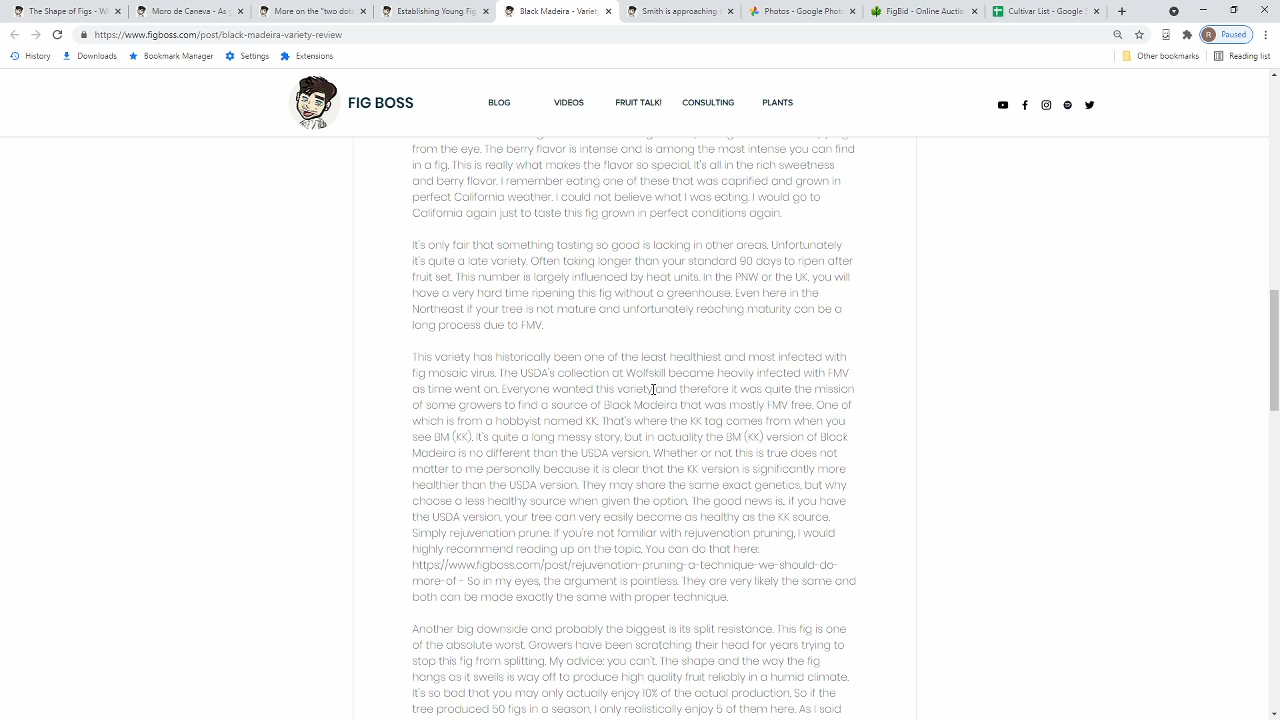 The Shape of Figs - Wi
Moro de Caneva - As g
More on the "two dots
Establishing Young Fig
Black Madeira - Variety
Smith is approaching t
Photos - Google Photo
FigBid - Online Auctio
Cultivar List - Google S
https://www.figboss.com/post/black-madeira-variety-review
R Paused
History
Downloads
Bookmark Manager
Settings
Extensions
Other bookmarks
Reading list
FIG BOSS
BLOG
VIDEOS
FRUIT TALK!
CONSULTING
PLANTS
from the eye. The berry flavor is intense and is among the most intense you can find
in a fig. This is really what makes the flavor so special. It's all in the rich sweetness
and berry flavor. I remember eating one of these that was caprified and grown in
perfect California weather. I could not believe what I was eating. I would go to
California again just to taste this fig grown in perfect conditions again.
It's only fair that something tasting so good is lacking in other areas. Unfortunately
it's quite a late variety. Often taking longer than your standard 90 days to ripen after
fruit set. This number is largely influenced by heat units. In the PNW or the UK, you will
have a very hard time ripening this fig without a greenhouse. Even here in the
Northeast if your tree is not mature and unfortunately reaching maturity can be a
long process due to FMV.
This variety has historically been one of the least healthiest and most infected with
fig mosaic virus. The USDA's collection at Wolfskill became heavily infected with FMV
as time went on. Everyone wanted this variety and therefore it was quite the mission
of some growers to find a source of Black Madeira that was mostly FMV free. One of
which is from a hobbyist named KK. That's where the KK tag comes from when you
see BM (KK). It's quite a long messy story, but in actuality the BM (KK) version of Black
Madeira is no different than the USDA version. Whether or not this is true does not
matter to me personally because it is clear that the KK version is significantly more
healthier than the USDA version. They may share the same exact genetics, but why
choose a less healthy source when given the option. The good news is.. if you have
the USDA version, your tree can very easily become as healthy as the KK source.
Simply rejuvenation prune. If you're not familiar with rejuvenation pruning, I would
highly recommend reading up on the topic. You can do that here:
https://www.figboss.com/post/rejuvenation-pruning-a-technique-we-should-do-
more-of - So in my eyes, the argument is pointless. They are very likely the same and
both can be made exactly the same with proper technique.
Another big downside and probably the biggest is its split resistance. This fig is one
of the absolute worst. Growers have been scratching their head for years trying to
stop this fig from splitting. My advice: you can't. The shape and the way the fig
hangs as it swells is way off to produce high quality fruit reliably in a humid climate.
It's so bad that you may only actually enjoy 10% of the actual production. So if the
tree produced 50 figs in a season, I only realistically enjoy 5 of them here. As I said